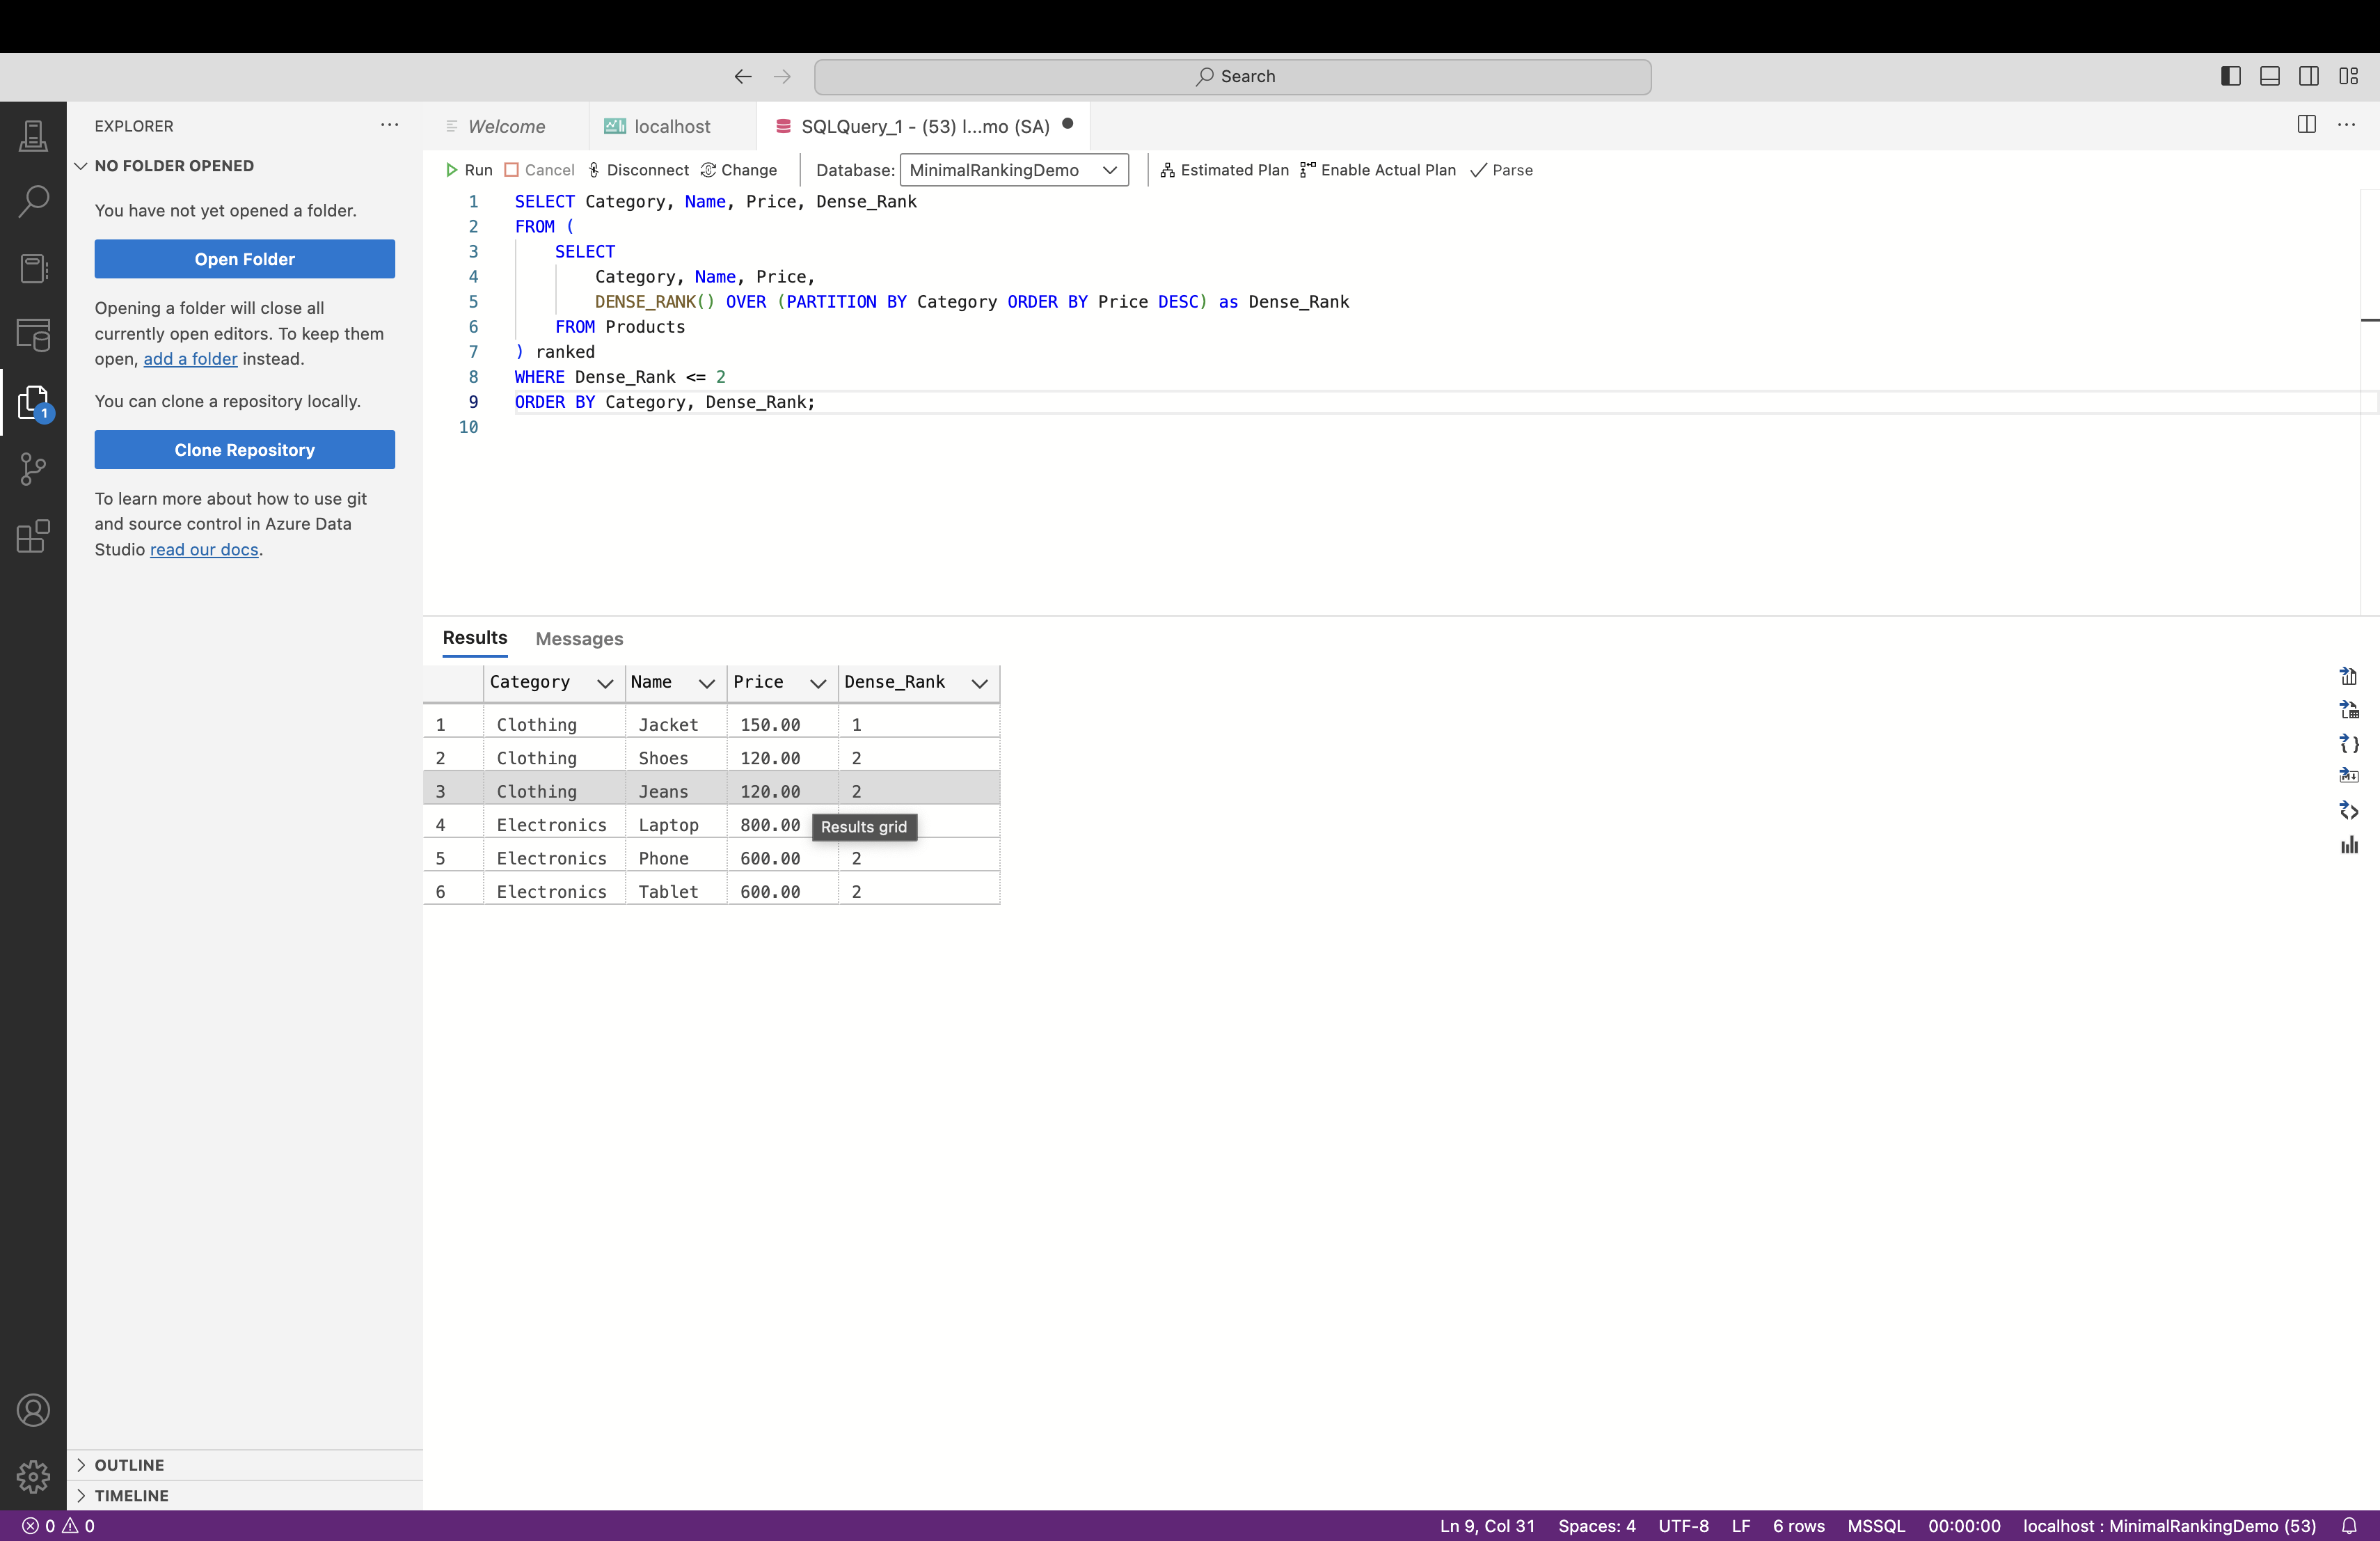 Search
EXPLORER
NO FOLDER OPENED
You have not yet opened a folder.
Open Folder
Opening a folder will close all
currently open editors. To keep them
open, add a folder instead.
You can clone a repository locally.
Clone Repository
To learn more about how to use git
and source control in Azure Data
Studio read our docs.
OUTLINE
TIMELINE
1
Welcome
localhost
SQLQuery_1 - (53) l...mo (SA)
Run Cancel Disconnect Change Database: MinimalRankingDemo Estimated Plan Enable Actual Plan Parse
1 SELECT Category, Name, Price, Dense_Rank
2 FROM (
3 SELECT
4 Category, Name, Price,
5 DENSE_RANK() OVER (PARTITION BY Category ORDER BY Price DESC) as Dense_Rank
6 FROM Products
7 ) ranked
8 WHERE Dense_Rank <= 2
9 ORDER BY Category, Dense_Rank;
10
Results Messages
Category Name Price Dense_Rank
1 Clothing Jacket 150.00 1
2 Clothing Shoes 120.00 2
3 Clothing Jeans 120.00 2
4 Electronics Laptop 800.00
Results grid
5 Electronics Phone 600.00 2
6 Electronics Tablet 600.00 2
0 0 Ln 9, Col 31 Spaces: 4 UTF-8 LF 6 rows MSSQL 00:00:00 localhost : MinimalRankingDemo (53)